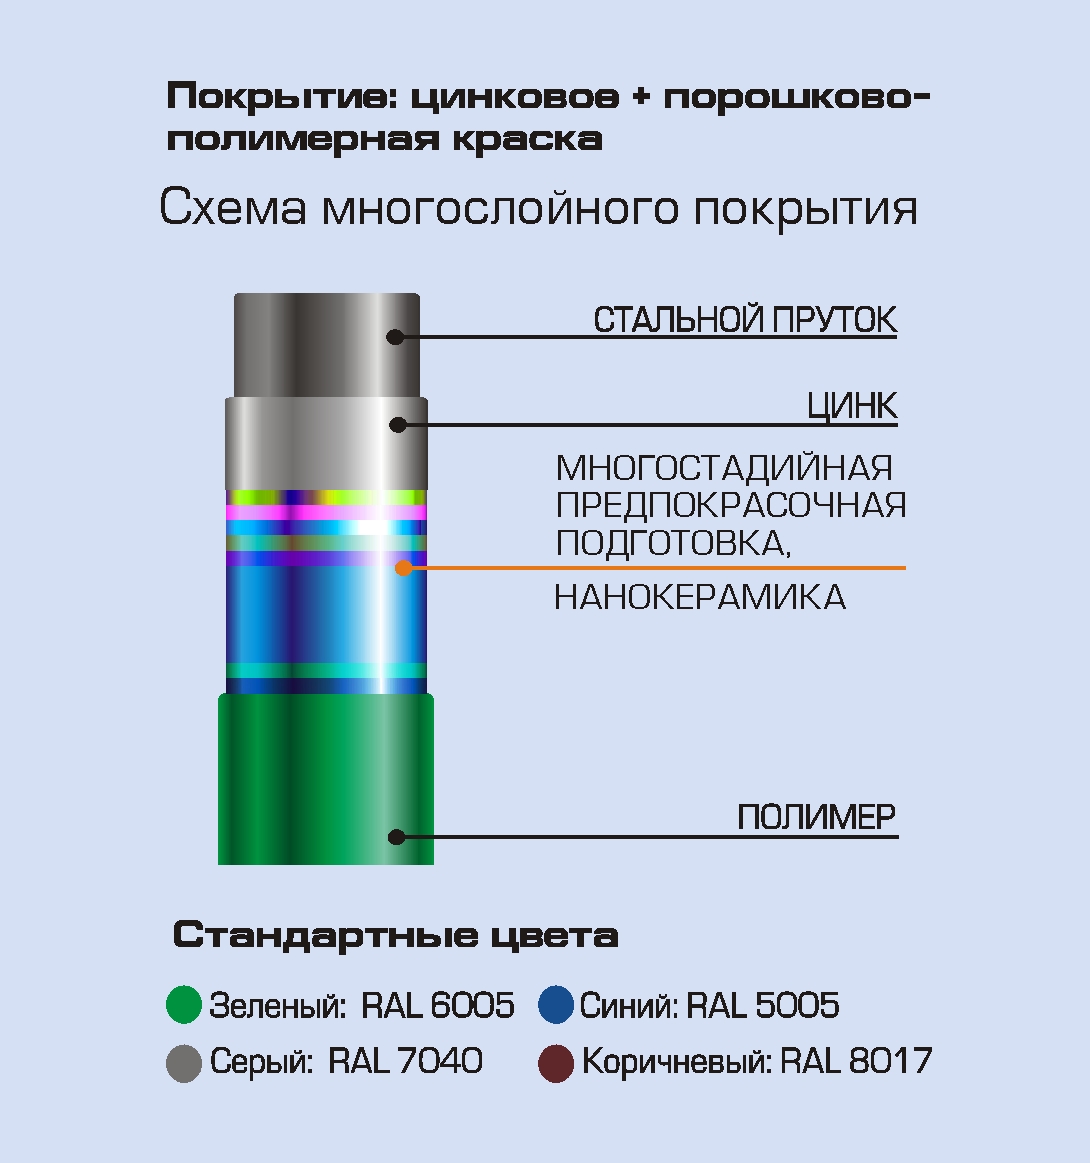 Покрытие: цинковое + порошково-
полимерная краска
Схема многослойного покрытия
СТАЛЬНОЙ ПРУТОК
ЦИНК
МНОГОСТАДИЙНАЯ
ПРЕДПОКРАСОЧНАЯ
ПОДГОТОВКА,
НАНОКЕРАМИКА
ПОЛИМЕР
Стандартные цвета
Зеленый: RAL 6005 Синий: RAL 5005
Серый: RAL 7040 Коричневый: RAL 8017